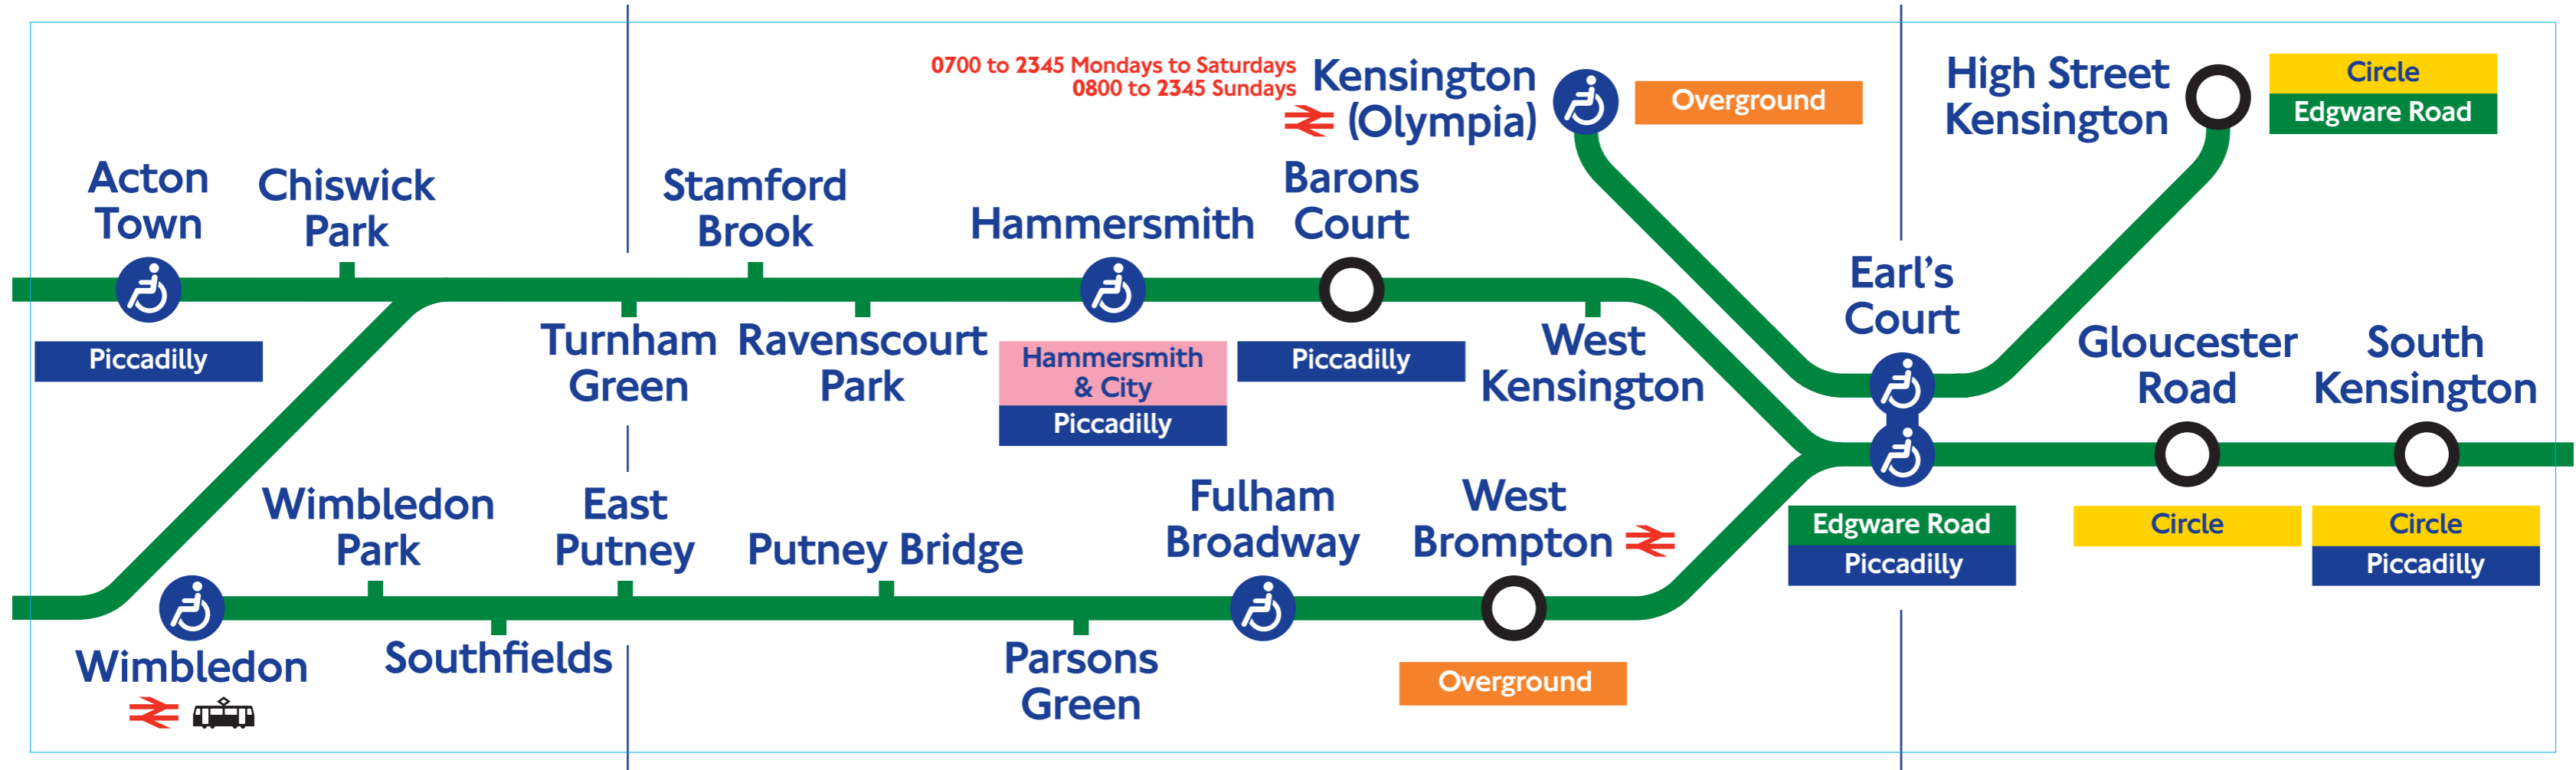 0700 to 2345 Mondays to Saturdays
0800 to 2345 Sundays
Kensington
(Olympia)
Overground
High Street
Kensington
Circle
Edgware Road
Acton
Town
Piccadilly
Chiswick
Park
Turnham
Green
Stamford
Brook
Ravenscourt
Park
Hammersmith
Hammersmith
& City
Piccadilly
Barons
Court
Piccadilly
West
Kensington
Earl's
Court
Edgware Road
Piccadilly
Gloucester
Road
Circle
South
Kensington
Circle
Piccadilly
Wimbledon
Wimbledon
Park
Southfields
East
Putney
Putney Bridge
Parsons
Green
Fulham
Broadway
West
Brompton
Overground